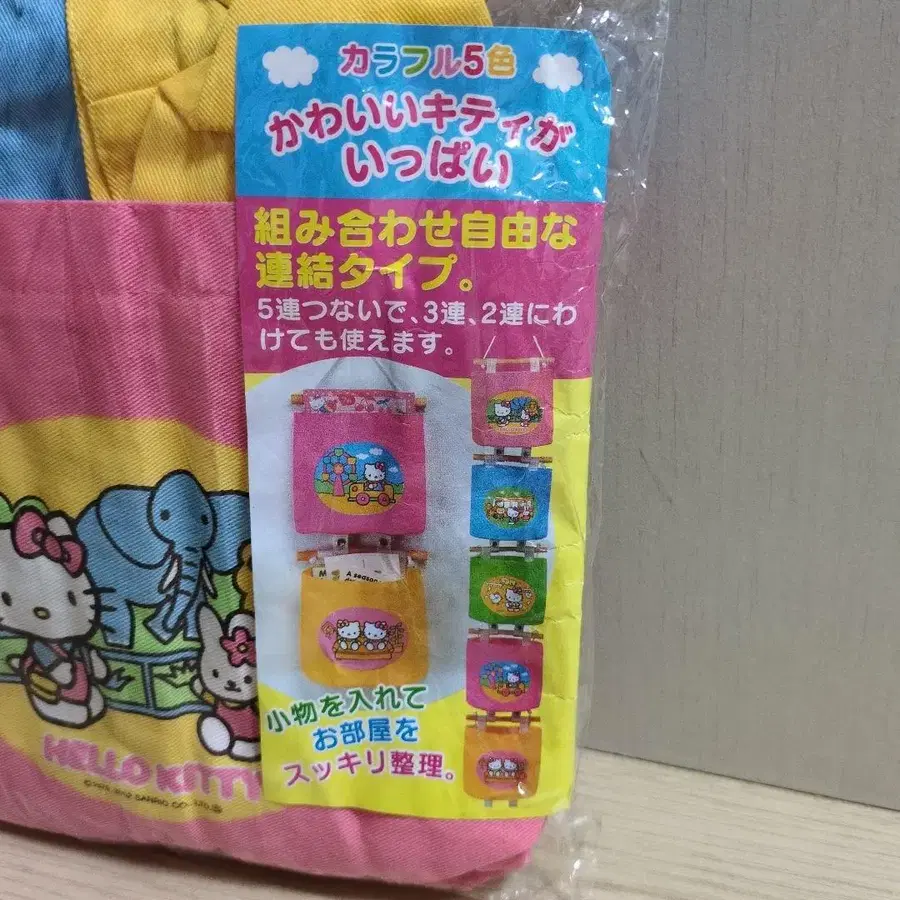 カラフル5色
かわいいキティが
いっぱい
組み合わせ自由な
連結タイプ。
5連つないで、3連、2連にわ
けても使えます。
A season
小物を入れて
お部屋を
スッキリ整理。
HELLO KITTY